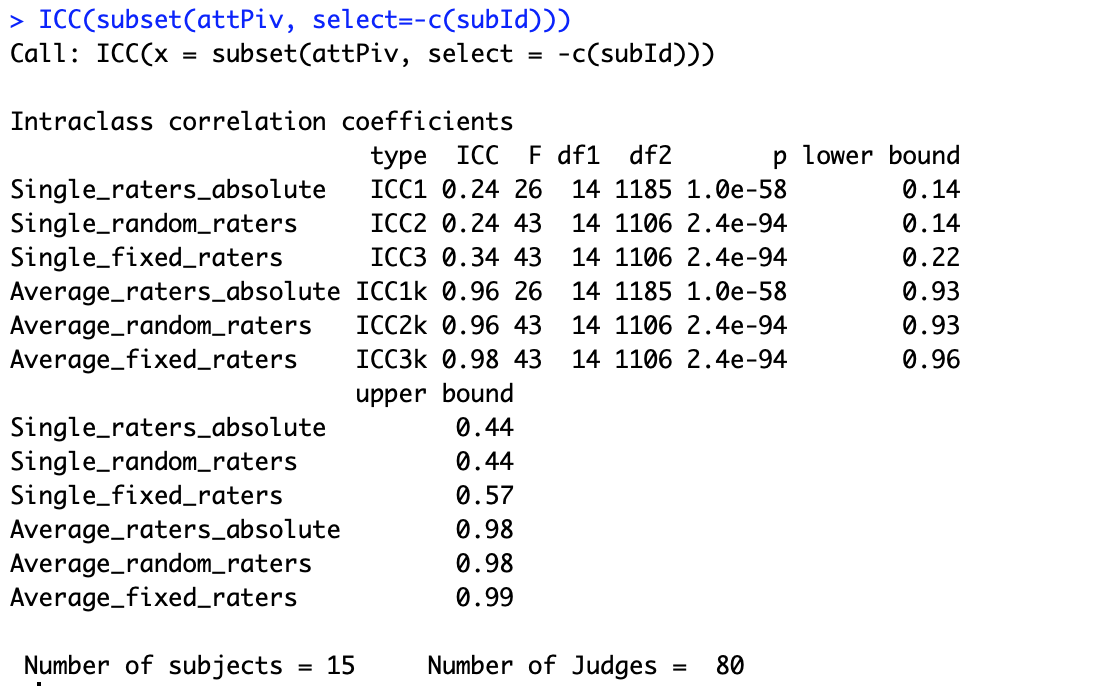 > ICC(subset(attPiv, select=-c(subId)))
Call: ICC(x = subset(attPiv, select = -c(subId)))

Intraclass correlation coefficients
                         type  ICC  F df1  df2       p lower bound
Single_raters_absolute   ICC1 0.24 26  14 1185 1.0e-58        0.14
Single_random_raters     ICC2 0.24 43  14 1106 2.4e-94        0.14
Single_fixed_raters      ICC3 0.34 43  14 1106 2.4e-94        0.22
Average_raters_absolute ICC1k 0.96 26  14 1185 1.0e-58        0.93
Average_random_raters   ICC2k 0.96 43  14 1106 2.4e-94        0.93
Average_fixed_raters    ICC3k 0.98 43  14 1106 2.4e-94        0.96
                        upper bound
Single_raters_absolute         0.44
Single_random_raters           0.44
Single_fixed_raters            0.57
Average_raters_absolute        0.98
Average_random_raters          0.98
Average_fixed_raters           0.99

 Number of subjects = 15     Number of Judges =  80